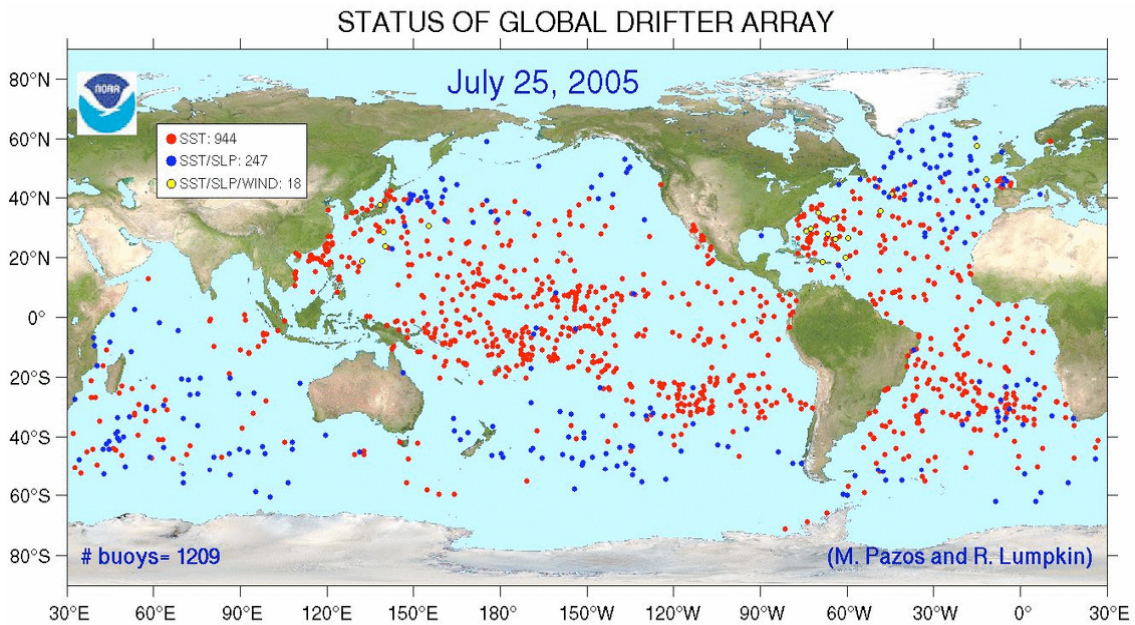 STATUS OF GLOBAL DRIFTER ARRAY
July 25, 2005
NOAA
SST: 944
SST/SLP: 247
SST/SLP/WIND: 18
80°N
60°N
40°N
20°N
0°
20°S
40°S
60°S
80°S
# buoys= 1209
(M. Pazos and R. Lumpkin)
30°E 60°E 90°E 120°E 150°E 180° 150°W 120°W 90°W 60°W 30°W 0° 30°E